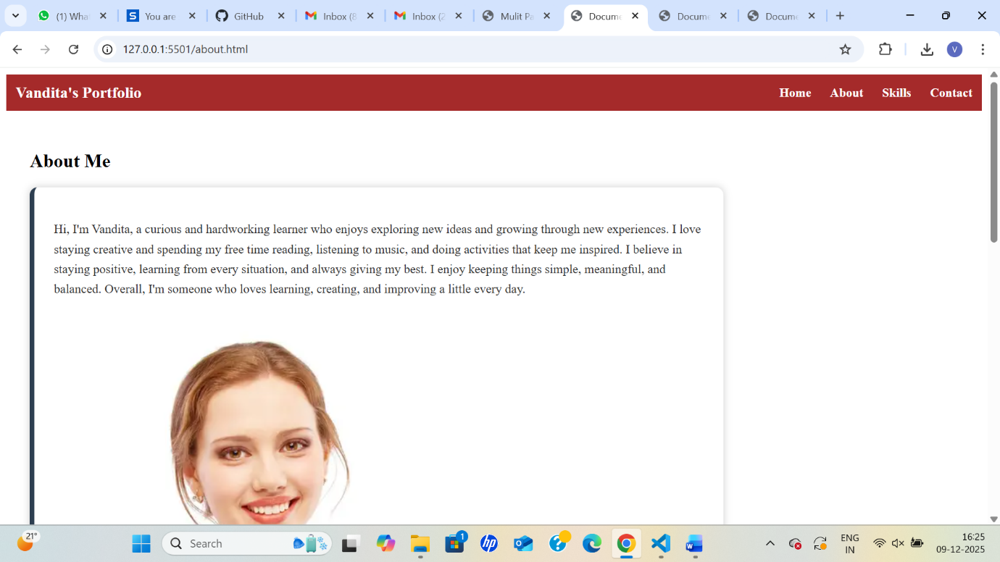 (1) What
You are
GitHub
Inbox (8
Inbox (2
Mulit Pa
Docume
Docume
Docume
127.0.0.1:5501/about.html
V
Vandita's Portfolio
Home About Skills Contact
About Me
Hi, I'm Vandita, a curious and hardworking learner who enjoys exploring new ideas and growing through new experiences. I love
staying creative and spending my free time reading, listening to music, and doing activities that keep me inspired. I believe in
staying positive, learning from every situation, and always giving my best. I enjoy keeping things simple, meaningful, and
balanced. Overall, I'm someone who loves learning, creating, and improving a little every day.
21°
Search
1
ENG
IN
16:25
09-12-2025